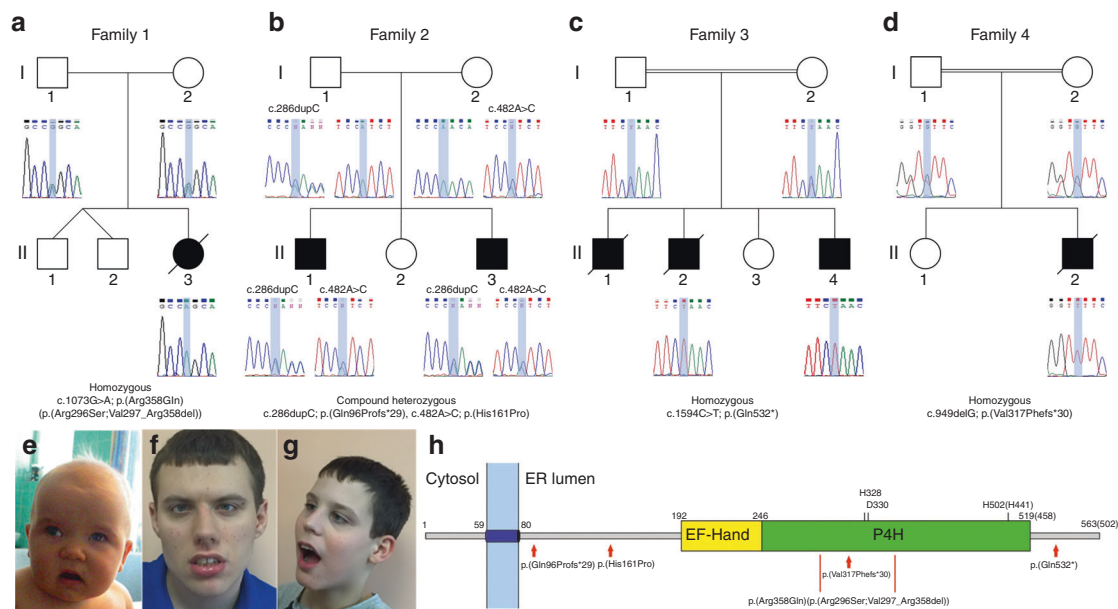 a
b
c
d
Family 1
Family 2
Family 3
Family 4
I
I
I
I
1
2
1
2
1
2
1
2
c.286dupC
c.482A>C
G C C G G C A
G C C G G C A
C C C N A N N
T C C A T C T
C C C A A C A
T C C N T C T
T T C T A A C
T T C T A A C
G G T G T T C
G G T G T T C
II
II
II
II
1
2
3
1
2
3
1
2
3
4
1
2
c.286dupC
c.482A>C
c.286dupC
c.482A>C
G C C A G C A
C C C N A N N
T C C N T C T
C C C N A N N
T C C N T C T
T T C T A A C
T T C T A A C
Homozygous
c.1073G>A; p.(Arg358Gln)
(p.(Arg296Ser;Val297_Arg358del))
Compound heterozygous
c.286dupC; p.(Gln96Profs*29), c.482A>C; p.(His161Pro)
Homozygous
c.1594C>T; p.(Gln532*)
Homozygous
c.949delG; p.(Val317Phefs*30)
e
f
g
h
Cytosol
ER lumen
1
59
80
192
246
H328
D330
H502(H441)
519(458)
563(502)
EF-Hand
P4H
p.(Gln96Profs*29)
p.(His161Pro)
p.(Val317Phefs*30)
p.(Gln532*)
p.(Arg358Gln)(p.(Arg296Ser;Val297_Arg358del))